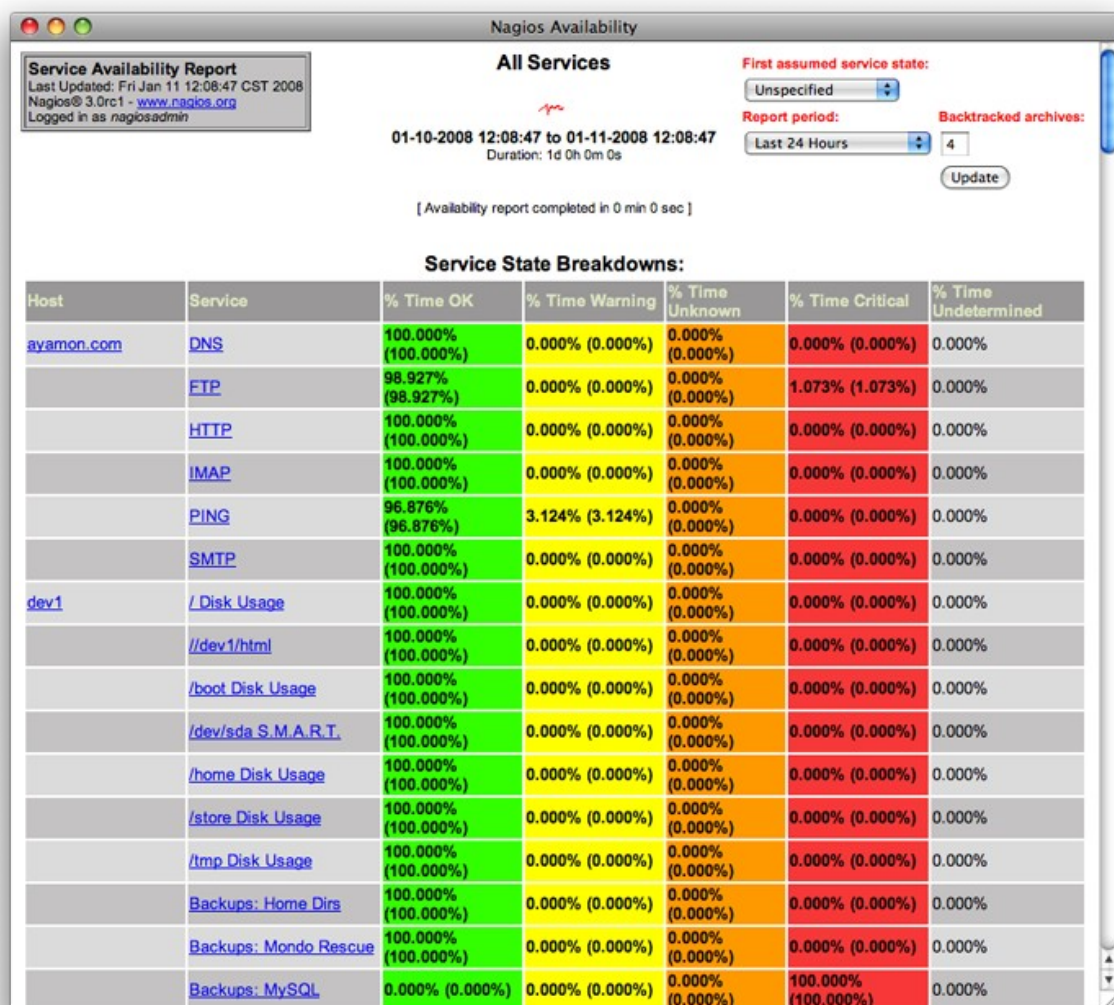 Nagios Availability
Service Availability Report
Last Updated: Fri Jan 11 12:08:47 CST 2008
Nagios® 3.0rc1 - www.nagios.org
Logged in as nagiosadmin
All Services
01-10-2008 12:08:47 to 01-11-2008 12:08:47
Duration: 1d 0h 0m 0s
[ Availability report completed in 0 min 0 sec ]
First assumed service state:
Unspecified
Report period: Backtracked archives:
Last 24 Hours 4
Update
Service State Breakdowns:
Host Service % Time OK % Time Warning % Time Unknown % Time Critical % Time Undetermined
ayamon.com DNS 100.000% (100.000%) 0.000% (0.000%) 0.000% (0.000%) 0.000% (0.000%) 0.000%
FTP 98.927% (98.927%) 0.000% (0.000%) 0.000% (0.000%) 1.073% (1.073%) 0.000%
HTTP 100.000% (100.000%) 0.000% (0.000%) 0.000% (0.000%) 0.000% (0.000%) 0.000%
IMAP 100.000% (100.000%) 0.000% (0.000%) 0.000% (0.000%) 0.000% (0.000%) 0.000%
PING 96.876% (96.876%) 3.124% (3.124%) 0.000% (0.000%) 0.000% (0.000%) 0.000%
SMTP 100.000% (100.000%) 0.000% (0.000%) 0.000% (0.000%) 0.000% (0.000%) 0.000%
dev1 / Disk Usage 100.000% (100.000%) 0.000% (0.000%) 0.000% (0.000%) 0.000% (0.000%) 0.000%
//dev1/html 100.000% (100.000%) 0.000% (0.000%) 0.000% (0.000%) 0.000% (0.000%) 0.000%
/boot Disk Usage 100.000% (100.000%) 0.000% (0.000%) 0.000% (0.000%) 0.000% (0.000%) 0.000%
/dev/sda S.M.A.R.T. 100.000% (100.000%) 0.000% (0.000%) 0.000% (0.000%) 0.000% (0.000%) 0.000%
/home Disk Usage 100.000% (100.000%) 0.000% (0.000%) 0.000% (0.000%) 0.000% (0.000%) 0.000%
/store Disk Usage 100.000% (100.000%) 0.000% (0.000%) 0.000% (0.000%) 0.000% (0.000%) 0.000%
/tmp Disk Usage 100.000% (100.000%) 0.000% (0.000%) 0.000% (0.000%) 0.000% (0.000%) 0.000%
Backups: Home Dirs 100.000% (100.000%) 0.000% (0.000%) 0.000% (0.000%) 0.000% (0.000%) 0.000%
Backups: Mondo Rescue 100.000% (100.000%) 0.000% (0.000%) 0.000% (0.000%) 0.000% (0.000%) 0.000%
Backups: MySQL 0.000% (0.000%) 0.000% (0.000%) 0.000% (0.000%) 100.000% (100.000%) 0.000%